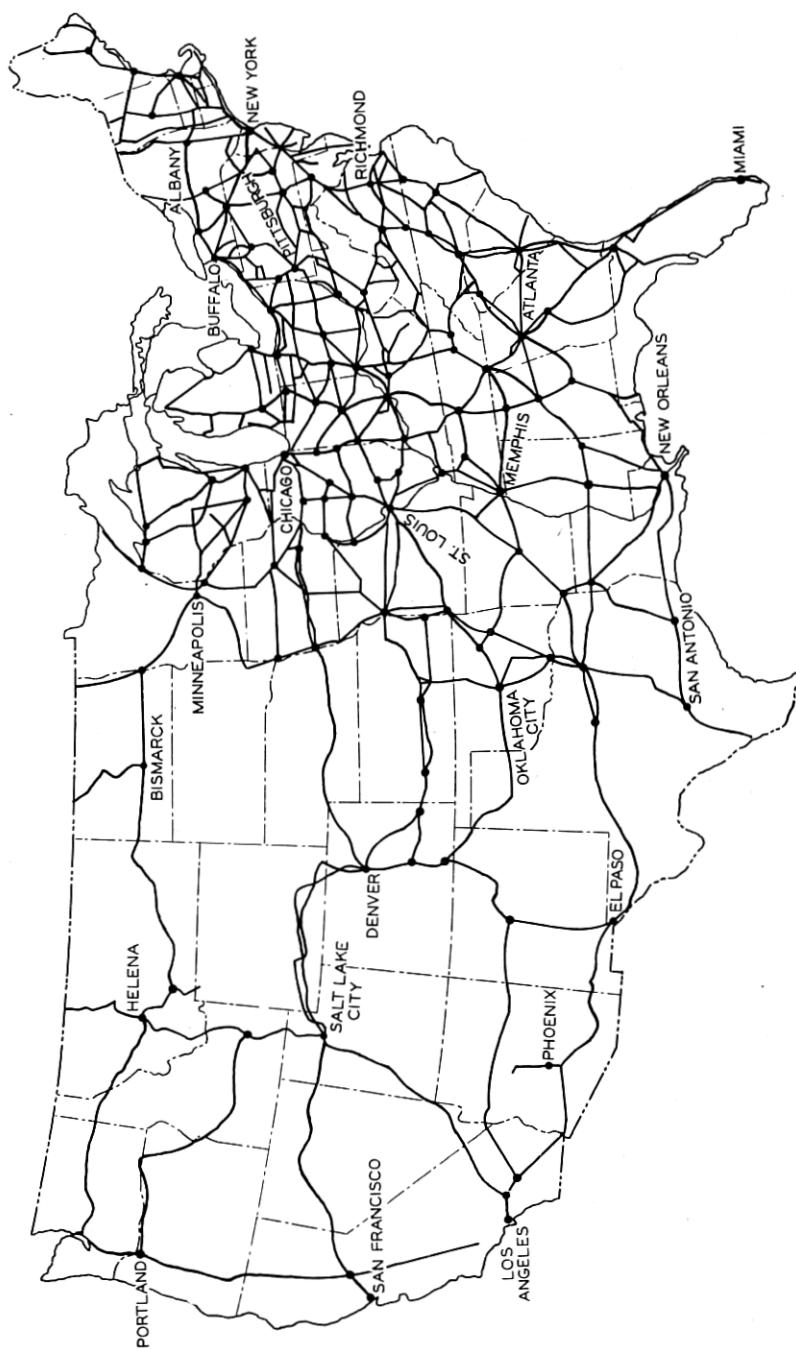 PORTLAND
SAN FRANCISCO
LOS
ANGELES
HELENA
SALT LAKE
CITY
PHOENIX
EL PASO
DENVER
BISMARCK
MINNEAPOLIS
OKLAHOMA
CITY
SAN ANTONIO
ST. LOUIS
CHICAGO
MEMPHIS
NEW ORLEANS
ATLANTA
MIAMI
RICHMOND
PITTSBURGH
BUFFALO
ALBANY
NEW YORK